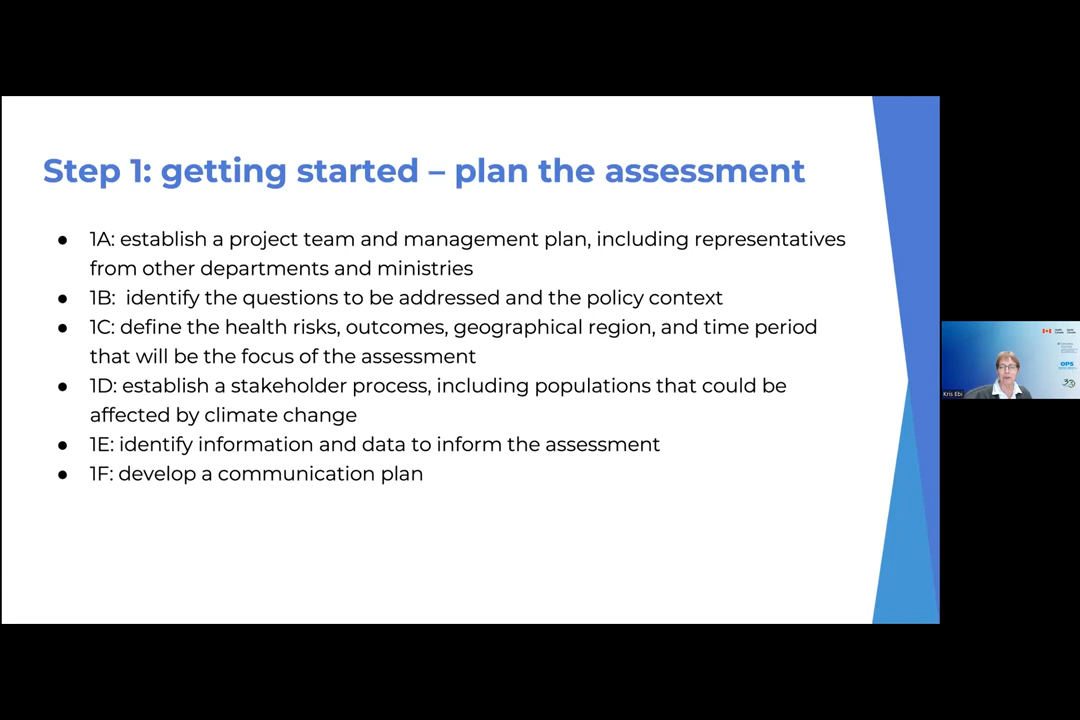 Step 1: getting started – plan the assessment
● 1A: establish a project team and management plan, including representatives
from other departments and ministries
● 1B:  identify the questions to be addressed and the policy context
● 1C: define the health risks, outcomes, geographical region, and time period
that will be the focus of the assessment
● 1D: establish a stakeholder process, including populations that could be
affected by climate change
● 1E: identify information and data to inform the assessment
● 1F: develop a communication plan
OPS
Kris Ebi